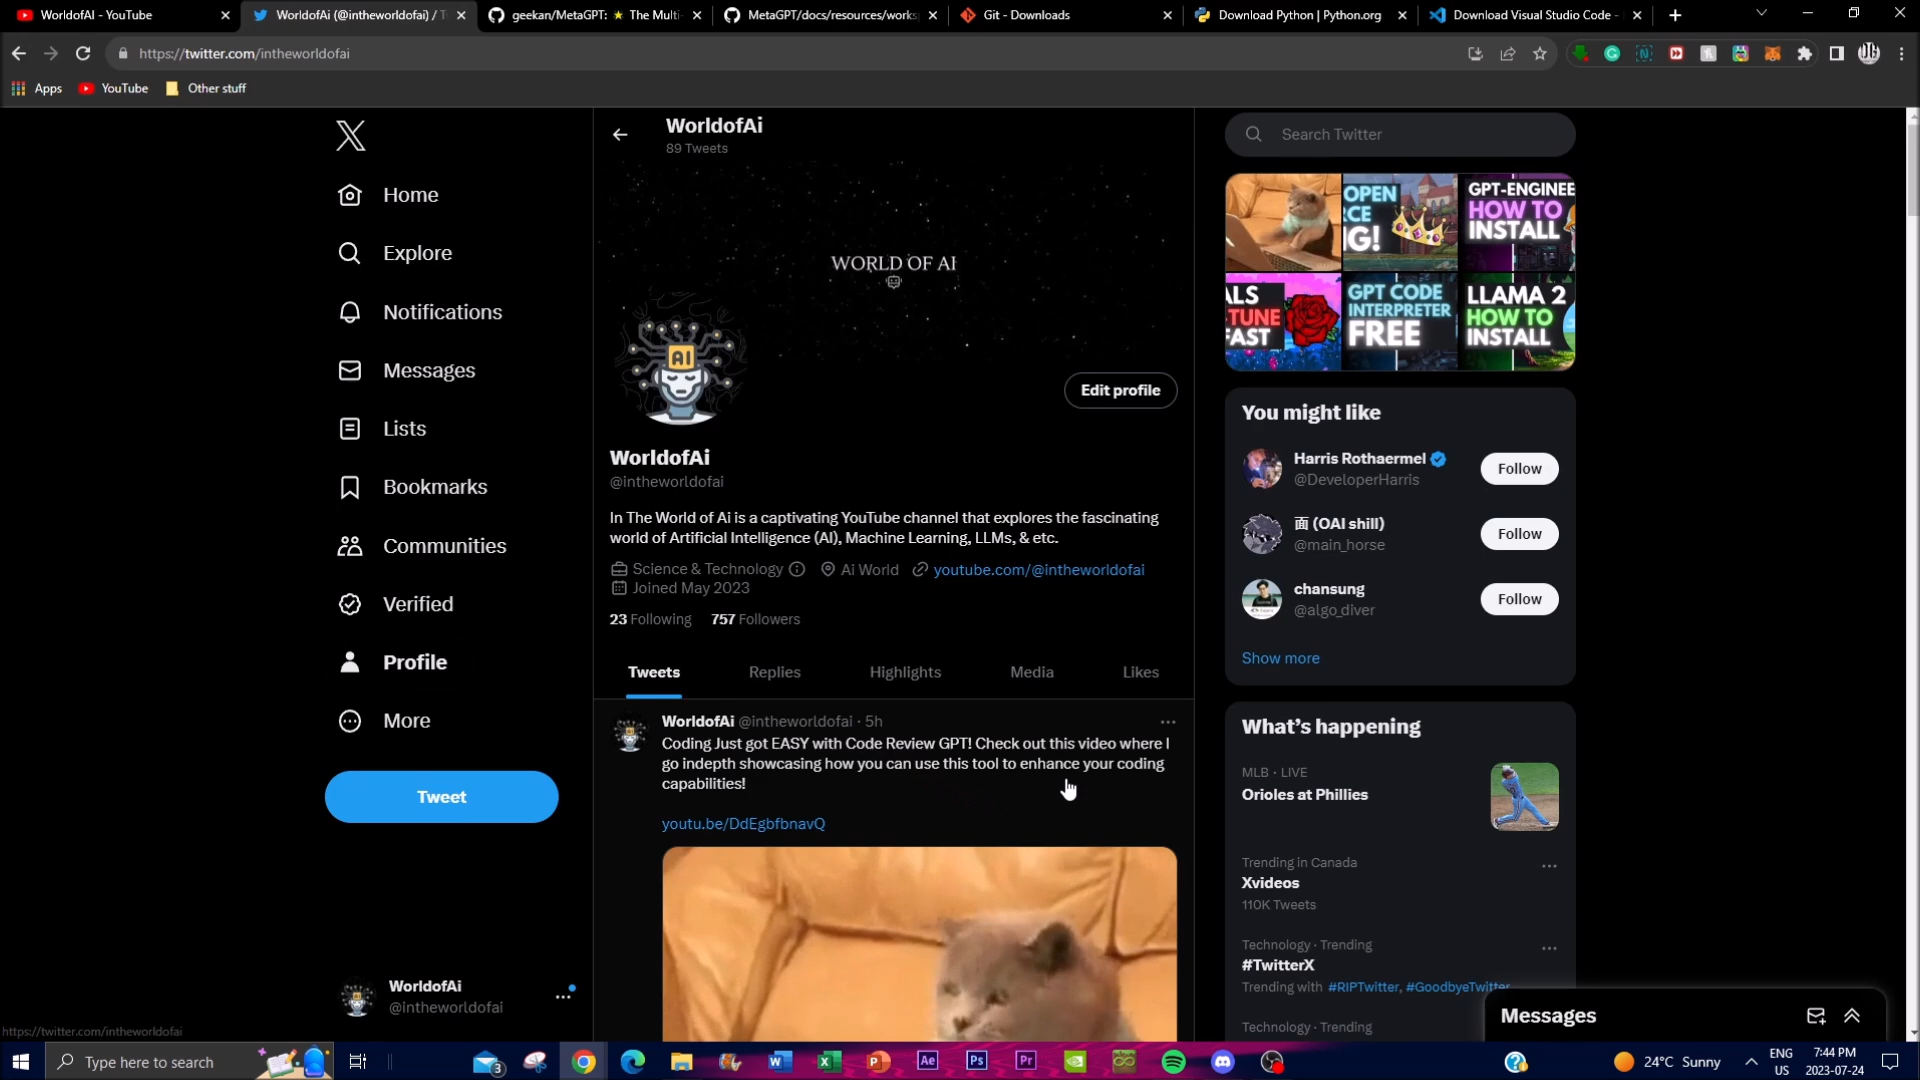 WorldofAI - YouTube
WorldofAi (@intheworldofai) / T
geekan/MetaGPT: ★ The Multi-
MetaGPT/docs/resources/works
Git - Downloads
Download Python | Python.org
Download Visual Studio Code -
https://twitter.com/intheworldofai
Apps
YouTube
Other stuff
X
Home
Explore
Notifications
Messages
Lists
Bookmarks
Communities
Verified
Profile
More
Tweet
WorldofAi
@intheworldofai
https://twitter.com/intheworldofai
WorldofAi
89 Tweets
WORLD OF AI
AI
Edit profile
WorldofAi
@intheworldofai
In The World of Ai is a captivating YouTube channel that explores the fascinating
world of Artificial Intelligence (AI), Machine Learning, LLMs, & etc.
Science & Technology Ai World youtube.com/@intheworldofai
Joined May 2023
23 Following 757 Followers
Tweets Replies Highlights Media Likes
WorldofAi @intheworldofai · 5h
Coding Just got EASY with Code Review GPT! Check out this video where I
go indepth showcasing how you can use this tool to enhance your coding
capabilities!
youtu.be/DdEgbfbnavQ
Search Twitter
OPEN
RCE
NG!
GPT-ENGINEE
HOW TO
INSTALL
ALS
TUNE
FAST
GPT CODE
INTERPRETER
FREE
LLAMA 2
HOW TO
INSTALL
You might like
Harris Rothaermel
@DeveloperHarris
Follow
面 (OAI shill)
@main_horse
Follow
chansung
@algo_diver
Follow
Show more
What's happening
MLB · LIVE
Orioles at Phillies
Trending in Canada
Xvideos
110K Tweets
Technology · Trending
#TwitterX
Trending with #RIPTwitter, #GoodbyeTwitter
Technology · Trending
Messages
Type here to search
3
W
X
P
Ae
Ps
Pr
24°C Sunny
ENG
US
7:44 PM
2023-07-24